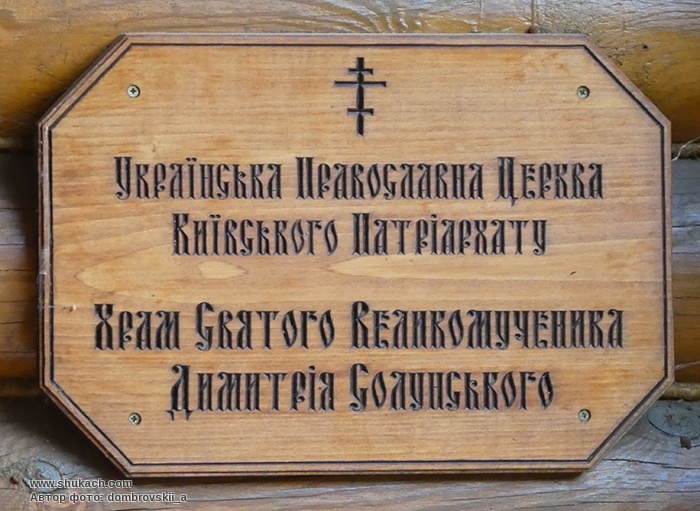 Українська Православна Церква
Київського Патріархату
Храм Святого Великомученика
Димитрія Солунського
www.shukach.com
Автор фото: dombrovskii_a